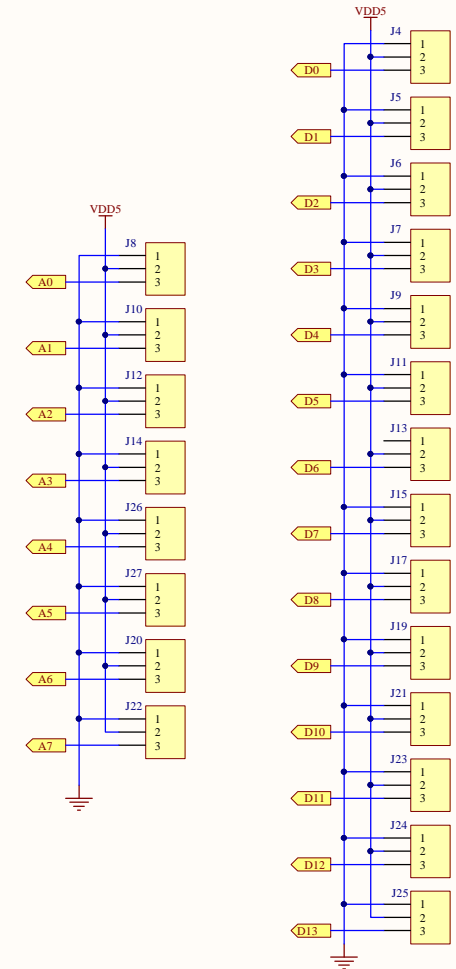 VDD5
J8
1
2
3
A0
J10
1
2
3
A1
J12
1
2
3
A2
J14
1
2
3
A3
J26
1
2
3
A4
J27
1
2
3
A5
J20
1
2
3
A6
J22
1
2
3
A7
VDD5
J4
1
2
3
D0
J5
1
2
3
D1
J6
1
2
3
D2
J7
1
2
3
D3
J9
1
2
3
D4
J11
1
2
3
D5
J13
1
2
3
D6
J15
1
2
3
D7
J17
1
2
3
D8
J19
1
2
3
D9
J21
1
2
3
D10
J23
1
2
3
D11
J24
1
2
3
D12
J25
1
2
3
D13